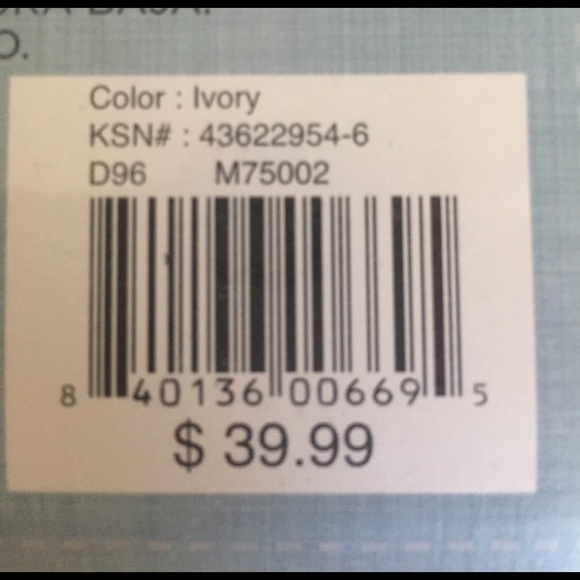 O.
Color : Ivory
KSN# : 43622954-6
D96 M75002
8 40136 00669 5
$ 39.99